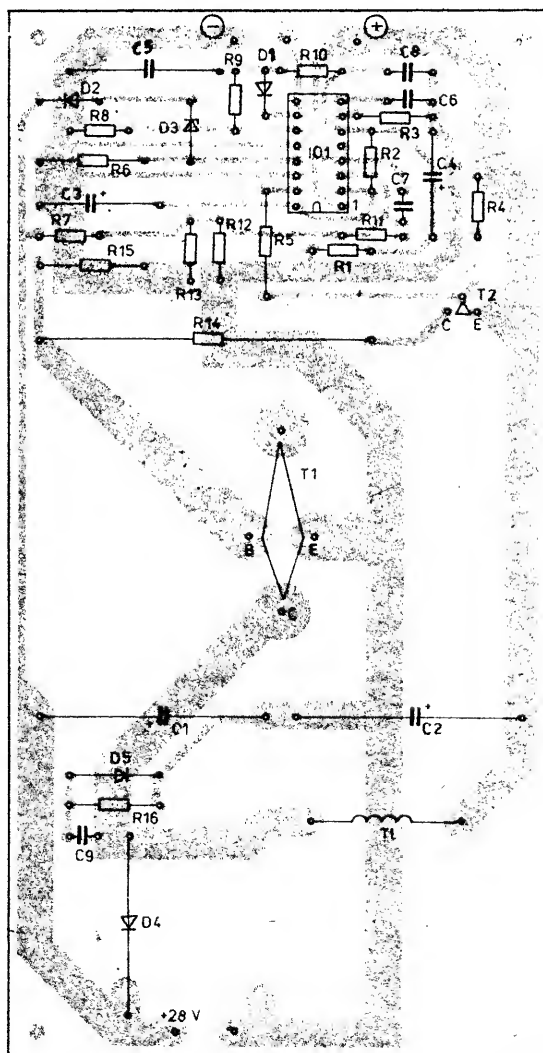 − +
C5 R9 D1 R10 C8
D2 C6
R8 D3 IO1 R3
R2 C4
R6 C7
C3 + + R4
1
R7 R12 R5 R11
R15 R1
R13
T2
C E
R14
T1
B E
C
+ C1 + C2
D5
R16
Tl
C9
D4
+28 V